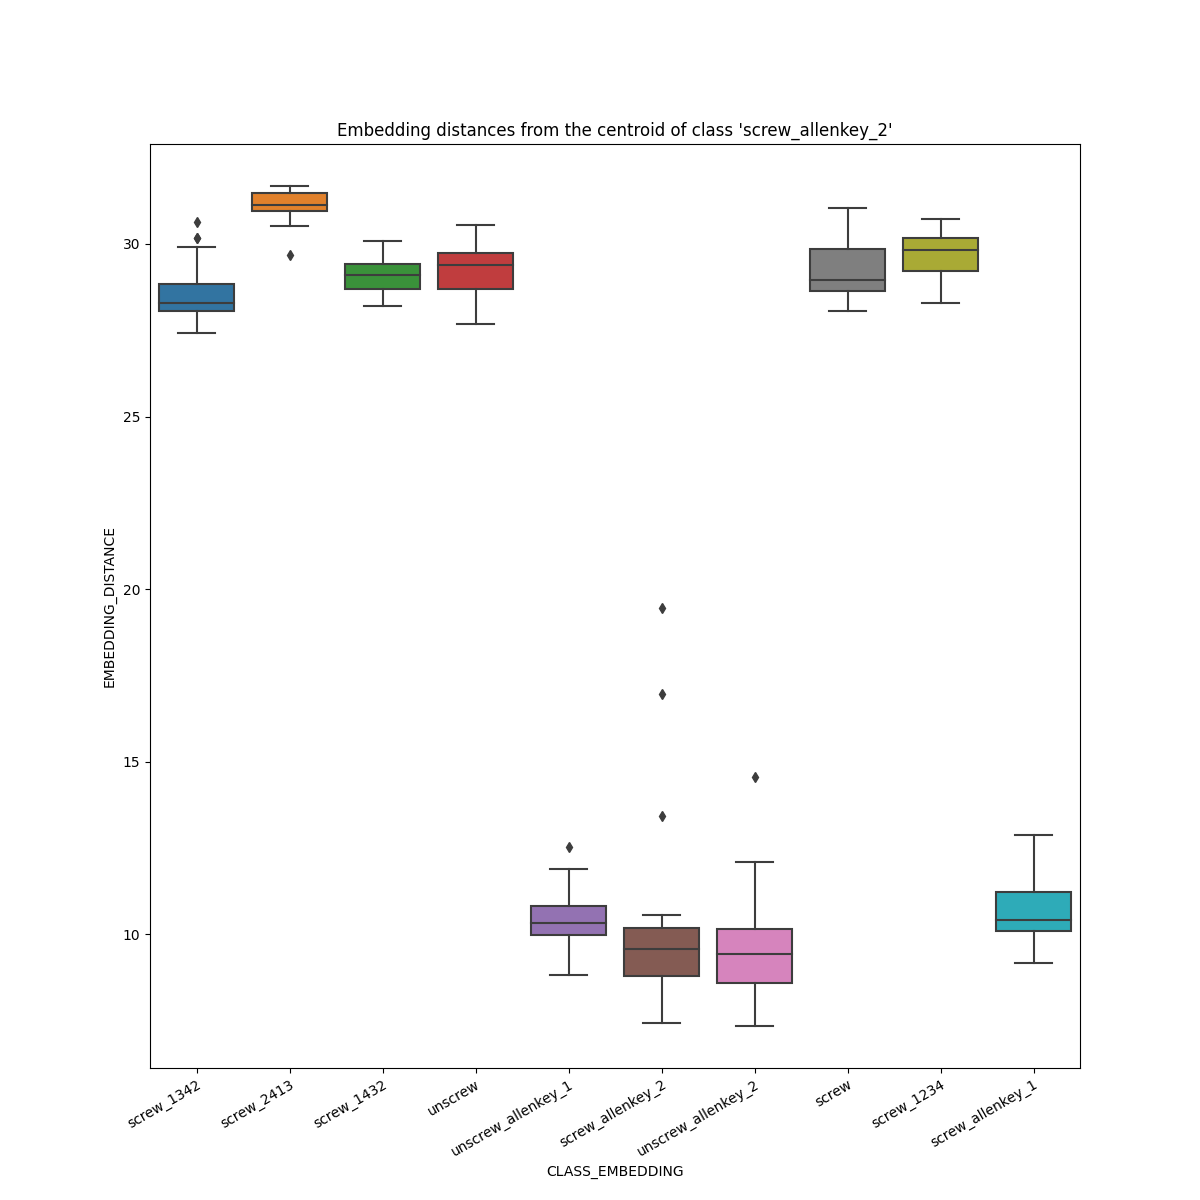 Embedding distances from the centroid of class 'screw_allenkey_2'
EMBEDDING_DISTANCE
30
25
20
15
10
screw_1342
screw_2413
screw_1432
unscrew
unscrew_allenkey_1
screw_allenkey_2
unscrew_allenkey_2
screw
screw_1234
screw_allenkey_1
CLASS_EMBEDDING